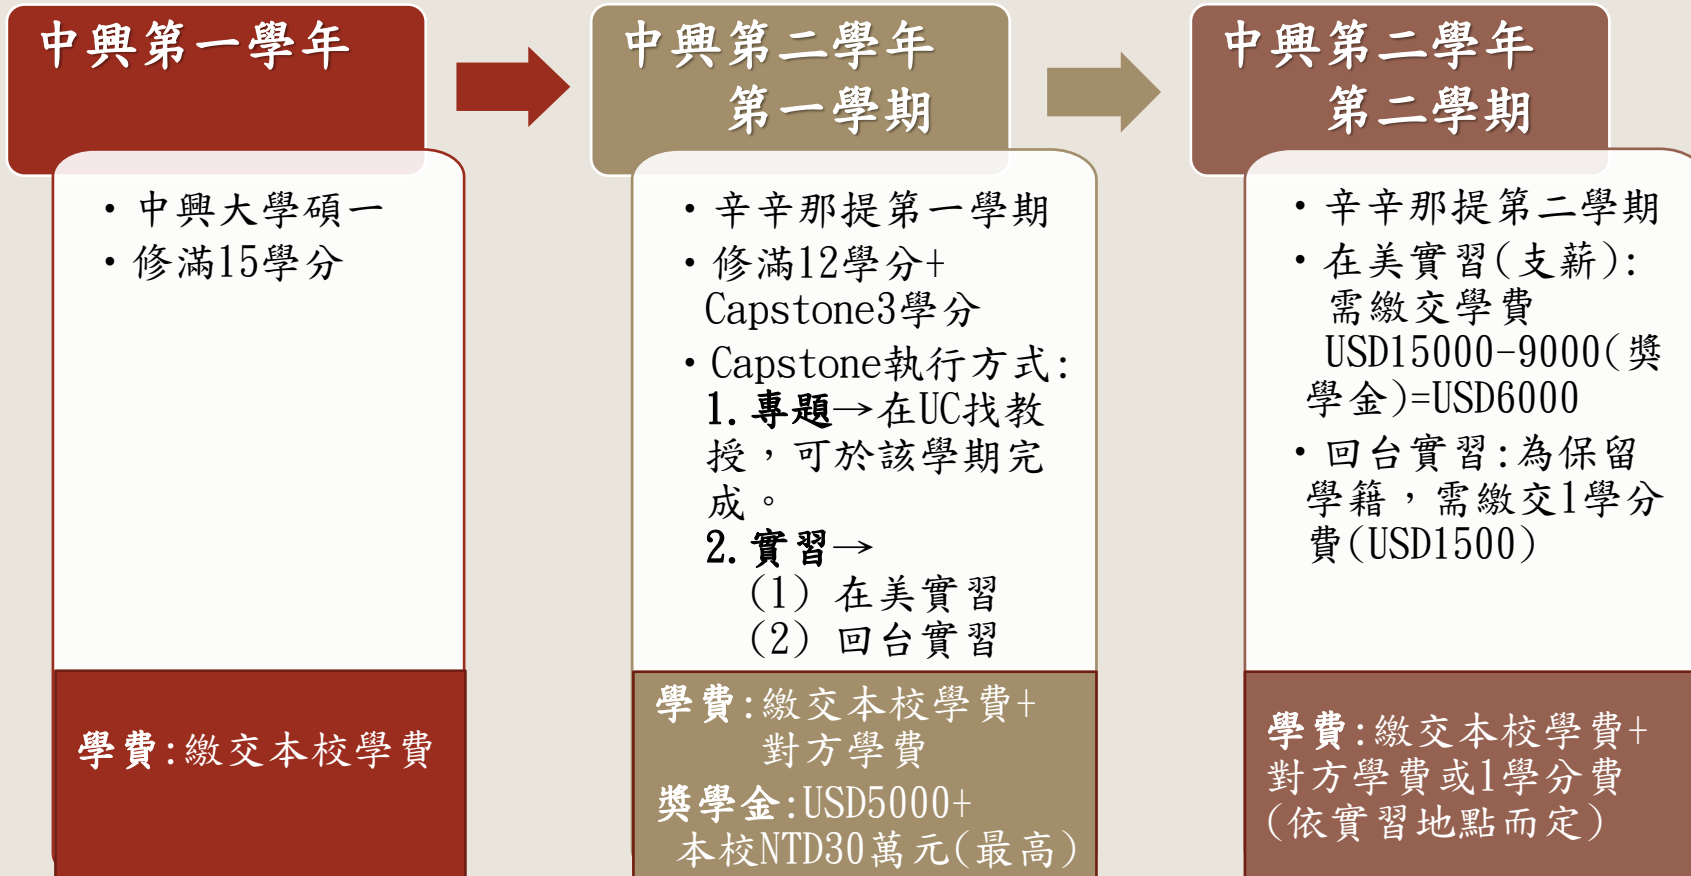 中興第一學年
・中興大學碩一
・修滿15學分
學費:繳交本校學費
中興第二學年
第一學期
・辛辛那提第一學期
・修滿12學分+
Capstone3學分
・Capstone執行方式:
1.專題→在UC找教
授，可於該學期完
成。
2.實習→
(1) 在美實習
(2) 回台實習
學費:繳交本校學費+
對方學費
獎學金:USD5000+
本校NTD30萬元(最高)
中興第二學年
第二學期
・辛辛那提第二學期
・在美實習(支薪):
需繳交學費
USD15000-9000(獎
學金)=USD6000
・回台實習:為保留
學籍，需繳交1學分
費(USD1500)
學費:繳交本校學費+
對方學費或1學分費
(依實習地點而定)